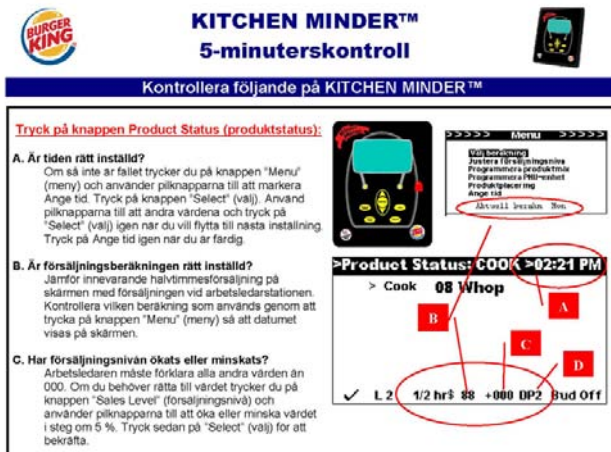 BURGER KING
KITCHEN MINDER™
5-minuterskontroll
Kontrollera följande på KITCHEN MINDER™
Tryck på knappen Product Status (produktstatus):
A. Är tiden rätt inställd?
Om så inte är fallet trycker du på knappen "Menu"
(meny) och använder pilknapparna till att markera
Ange tid. Tryck på knappen "Select" (välj). Använd
pilknapparna till att ändra värdena och tryck på
"Select" (välj) igen när du vill flytta till nästa inställning.
Tryck på Ange tid igen när du är färdig.
B. Är försäljningsberäkningen rätt inställd?
Jämför innevarande halvtimmesförsäljning på
skärmen med försäljningen vid arbetsledarstationen.
Kontrollera vilken beräkning som används genom att
trycka på knappen "Menu" (meny) så att datumet
visas på skärmen.
C. Har försäljningsnivån ökats eller minskats?
Arbetsledaren måste förklara alla andra värden än
000. Om du behöver rätta till värdet trycker du på
knappen "Sales Level" (försäljningsnivå) och
använder pilknapparna till att öka eller minska värdet
i steg om 5 %. Tryck sedan på "Select" (välj) för att
bekräfta.
>>>>> Menu >>>>>
Välj beräkning
Justera försäljningsnivå
Programmera produktmix
Programmera PHU-enhet
Produktplacering
Ange tid
Aktuell beräkn Mon
>Product Status: COOK >02:21 PM
> Cook 08 Whop
A
B
C
D
✓ L 2 1/2 hr$ 88 +000 DP2 Bud Off